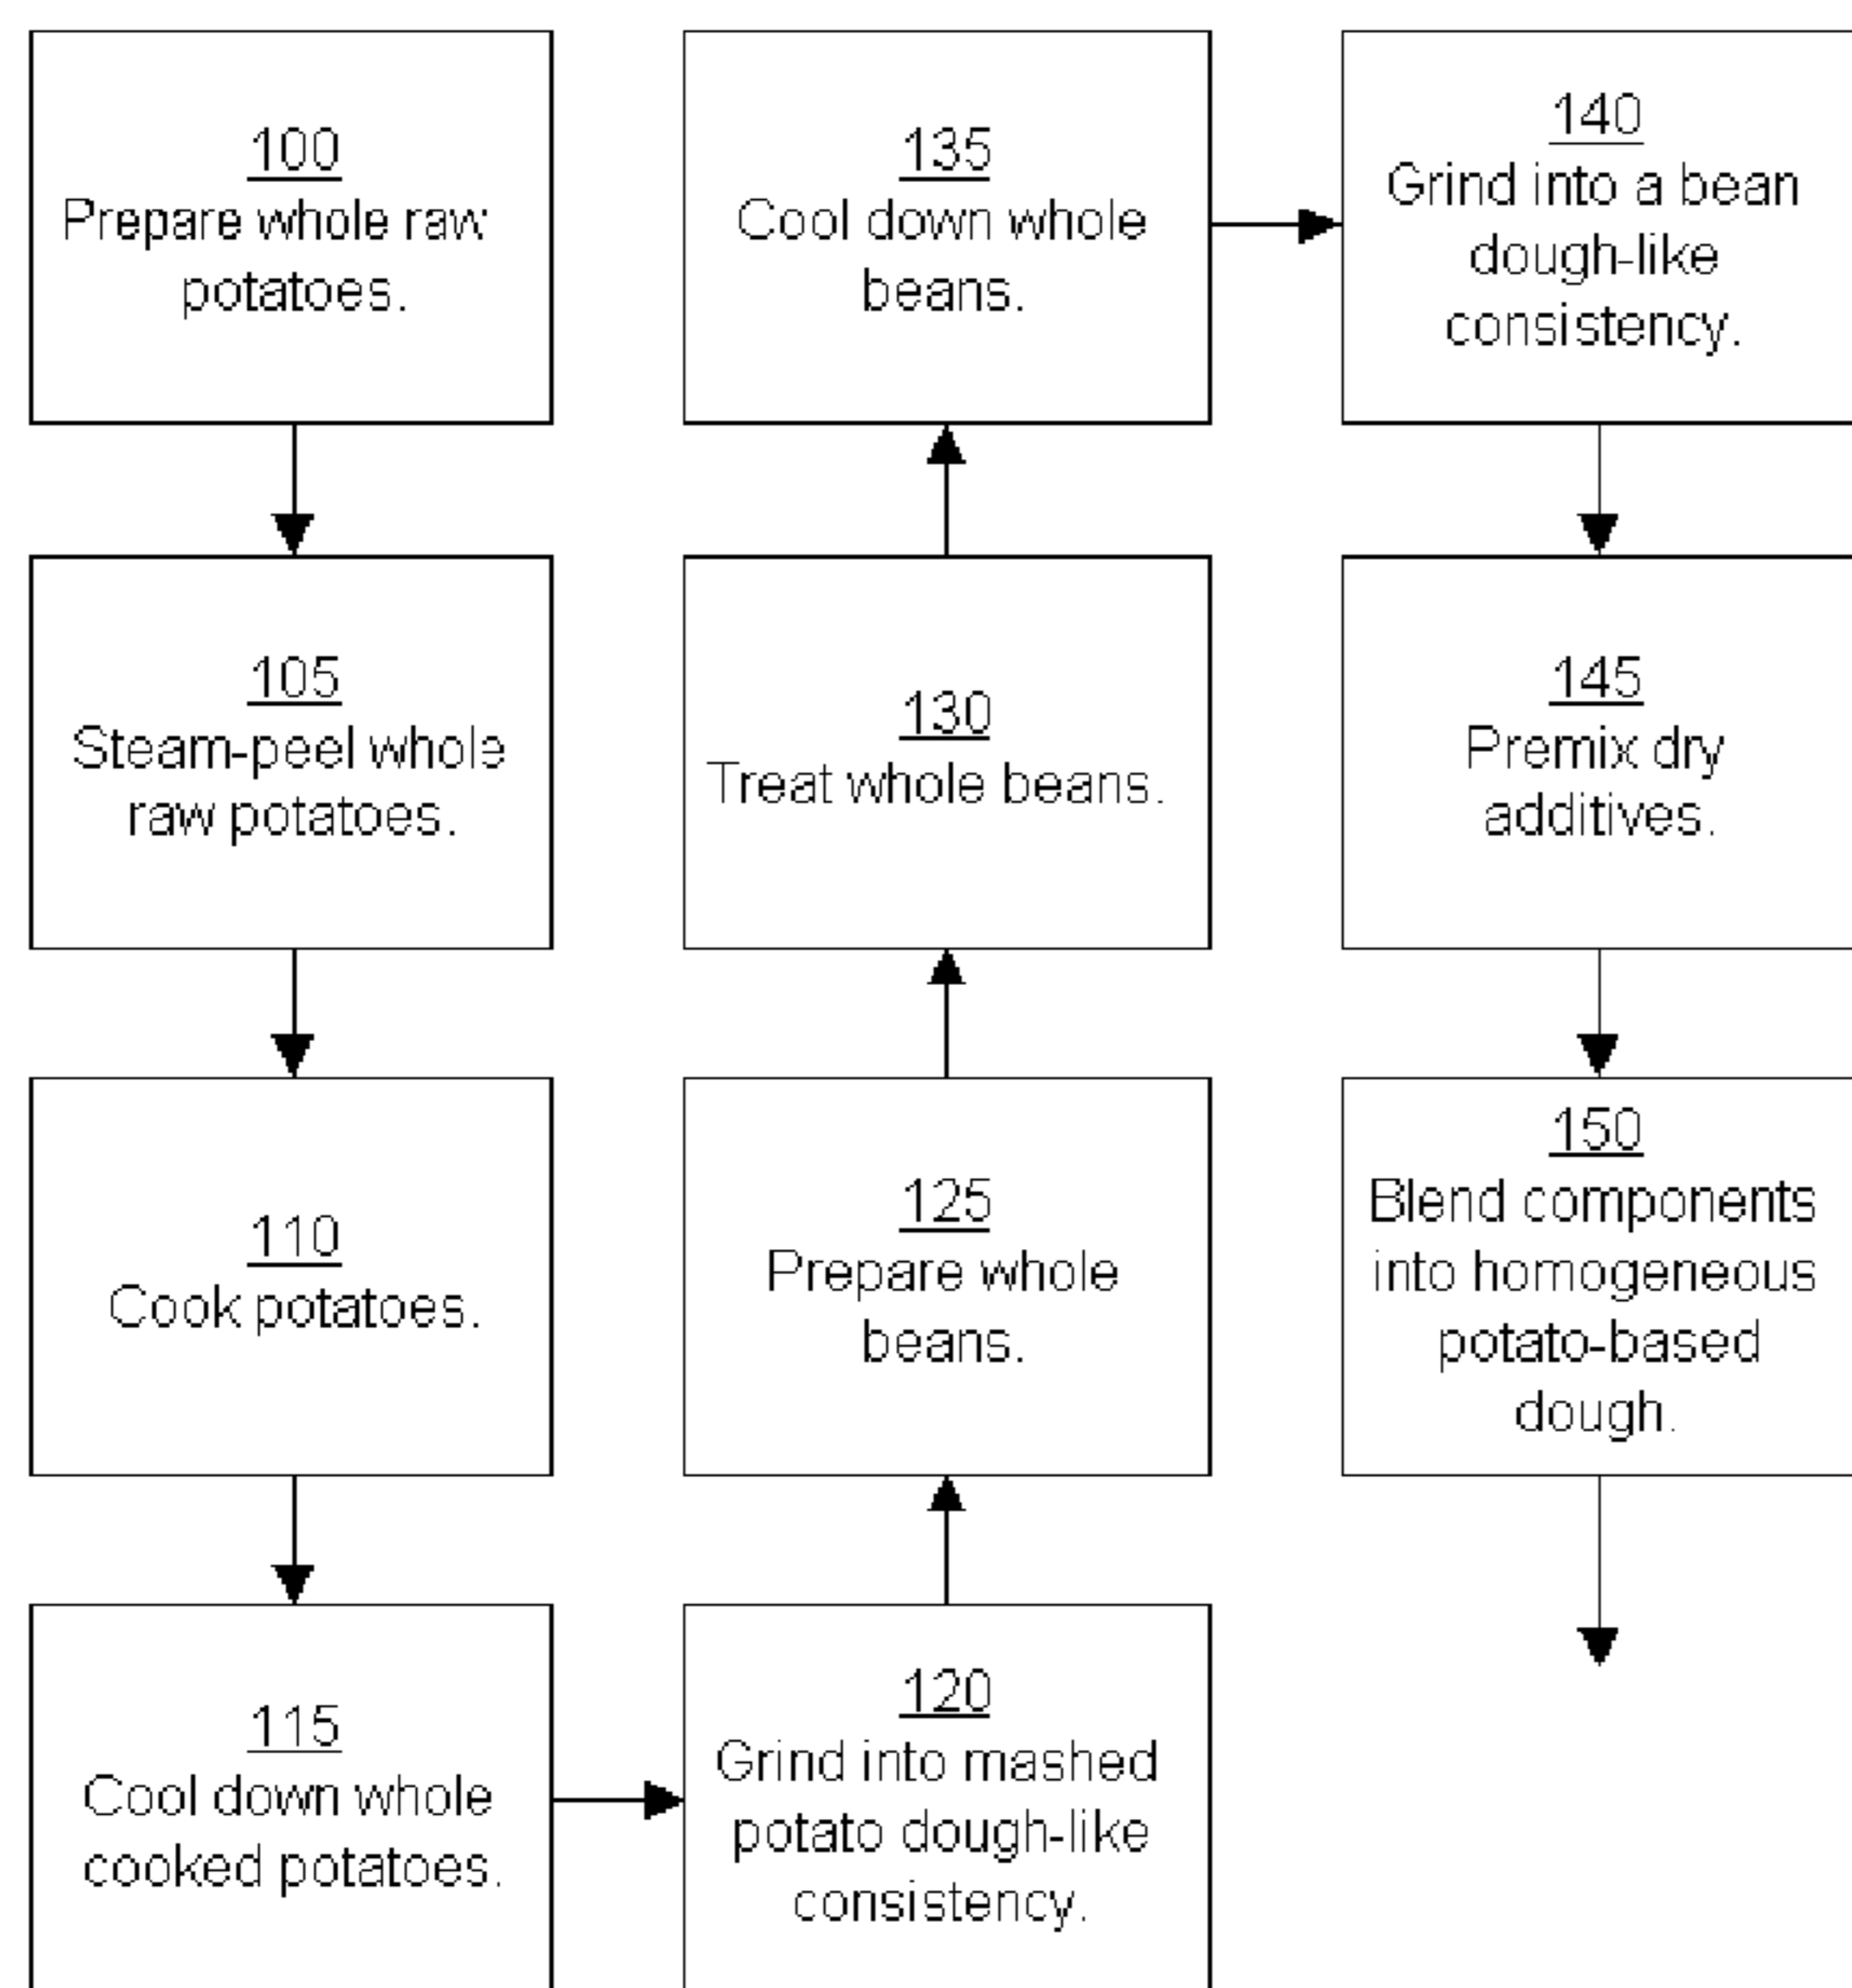 100
Prepare whole raw
potatoes.
105
Steam-peel whole
raw potatoes.
110
Cook potatoes.
115
Cool down whole
cooked potatoes.
120
Grind into mashed
potato dough-like
consistency.
125
Prepare whole
beans.
130
Treat whole beans.
135
Cool down whole
beans.
140
Grind into a bean
dough-like
consistency.
145
Premix dry
additives.
150
Blend components
into homogeneous
potato-based
dough.